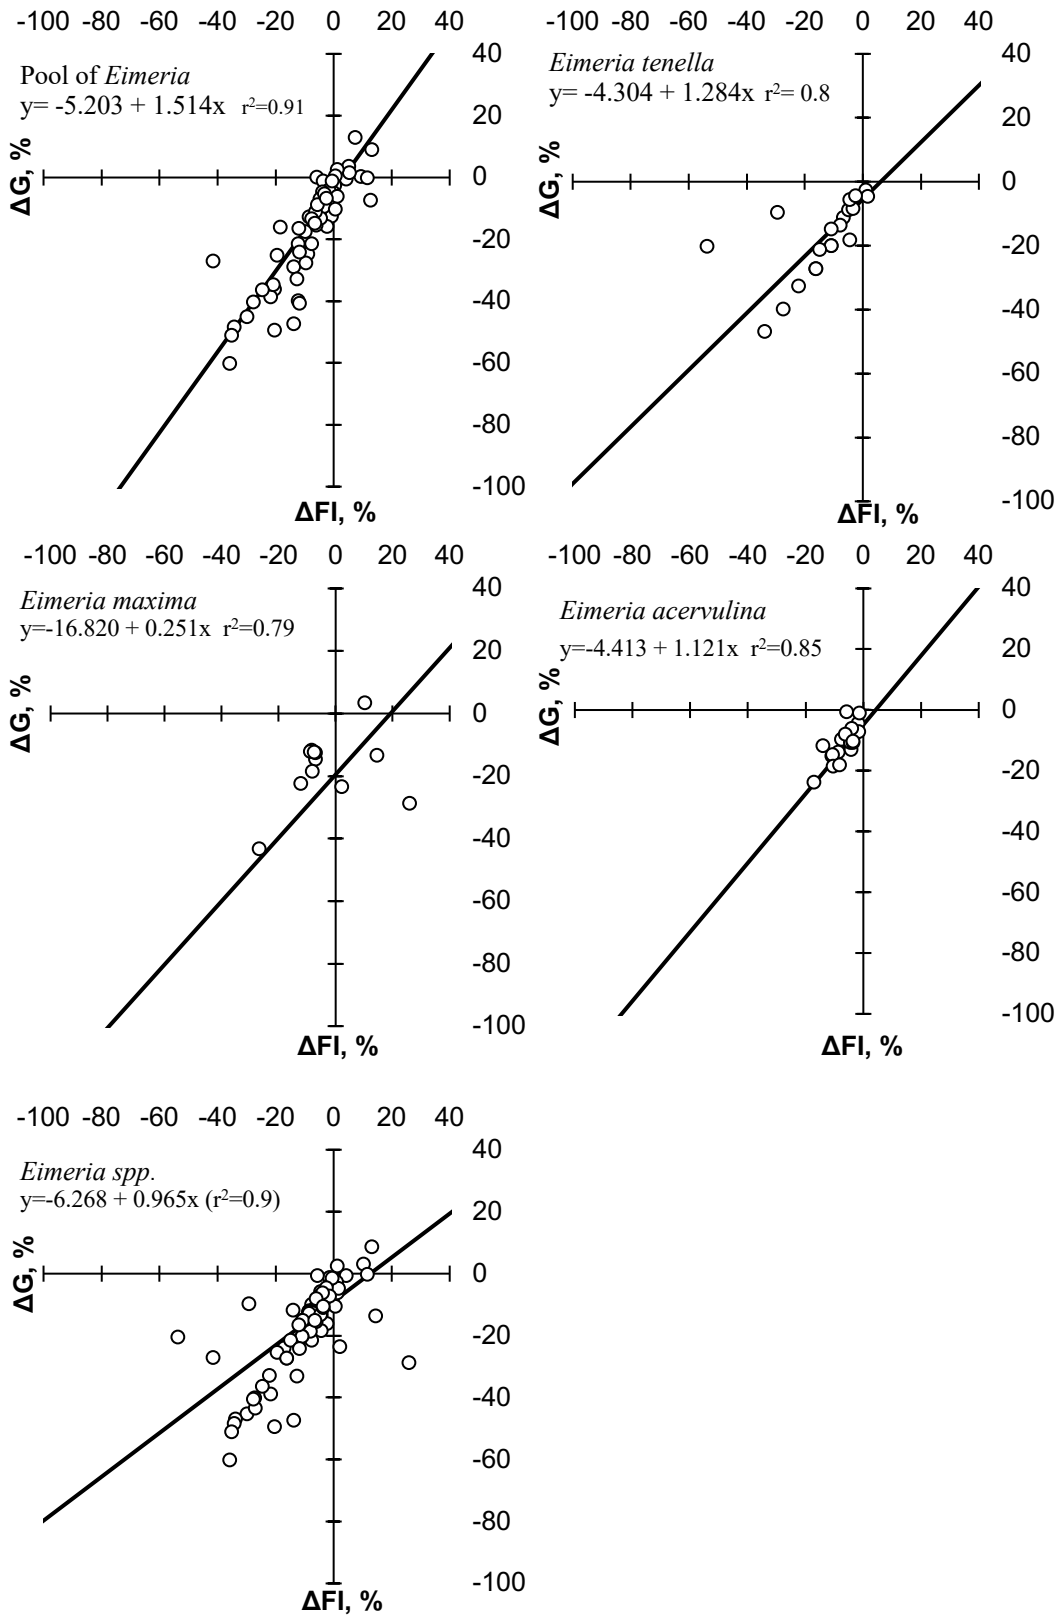 -100 -80 -60 -40 -20 0 20 40
40
20
0
-20
-40
-60
-80
-100
Pool of Eimeria
y= -5.203 + 1.514x r²=0.91
ΔG, %
ΔFI, %
-100 -80 -60 -40 -20 0 20 40
40
20
0
-20
-40
-60
-80
-100
Eimeria tenella
y= -4.304 + 1.284x r²= 0.8
ΔG, %
ΔFI, %
-100 -80 -60 -40 -20 0 20 40
40
20
0
-20
-40
-60
-80
-100
Eimeria maxima
y=-16.820 + 0.251x r²=0.79
ΔG, %
ΔFI, %
-100 -80 -60 -40 -20 0 20 40
40
20
0
-20
-40
-60
-80
-100
Eimeria acervulina
y=-4.413 + 1.121x r²=0.85
ΔG, %
ΔFI, %
-100 -80 -60 -40 -20 0 20 40
40
20
0
-20
-40
-60
-80
-100
Eimeria spp.
y=-6.268 + 0.965x (r²=0.9)
ΔG, %
ΔFI, %